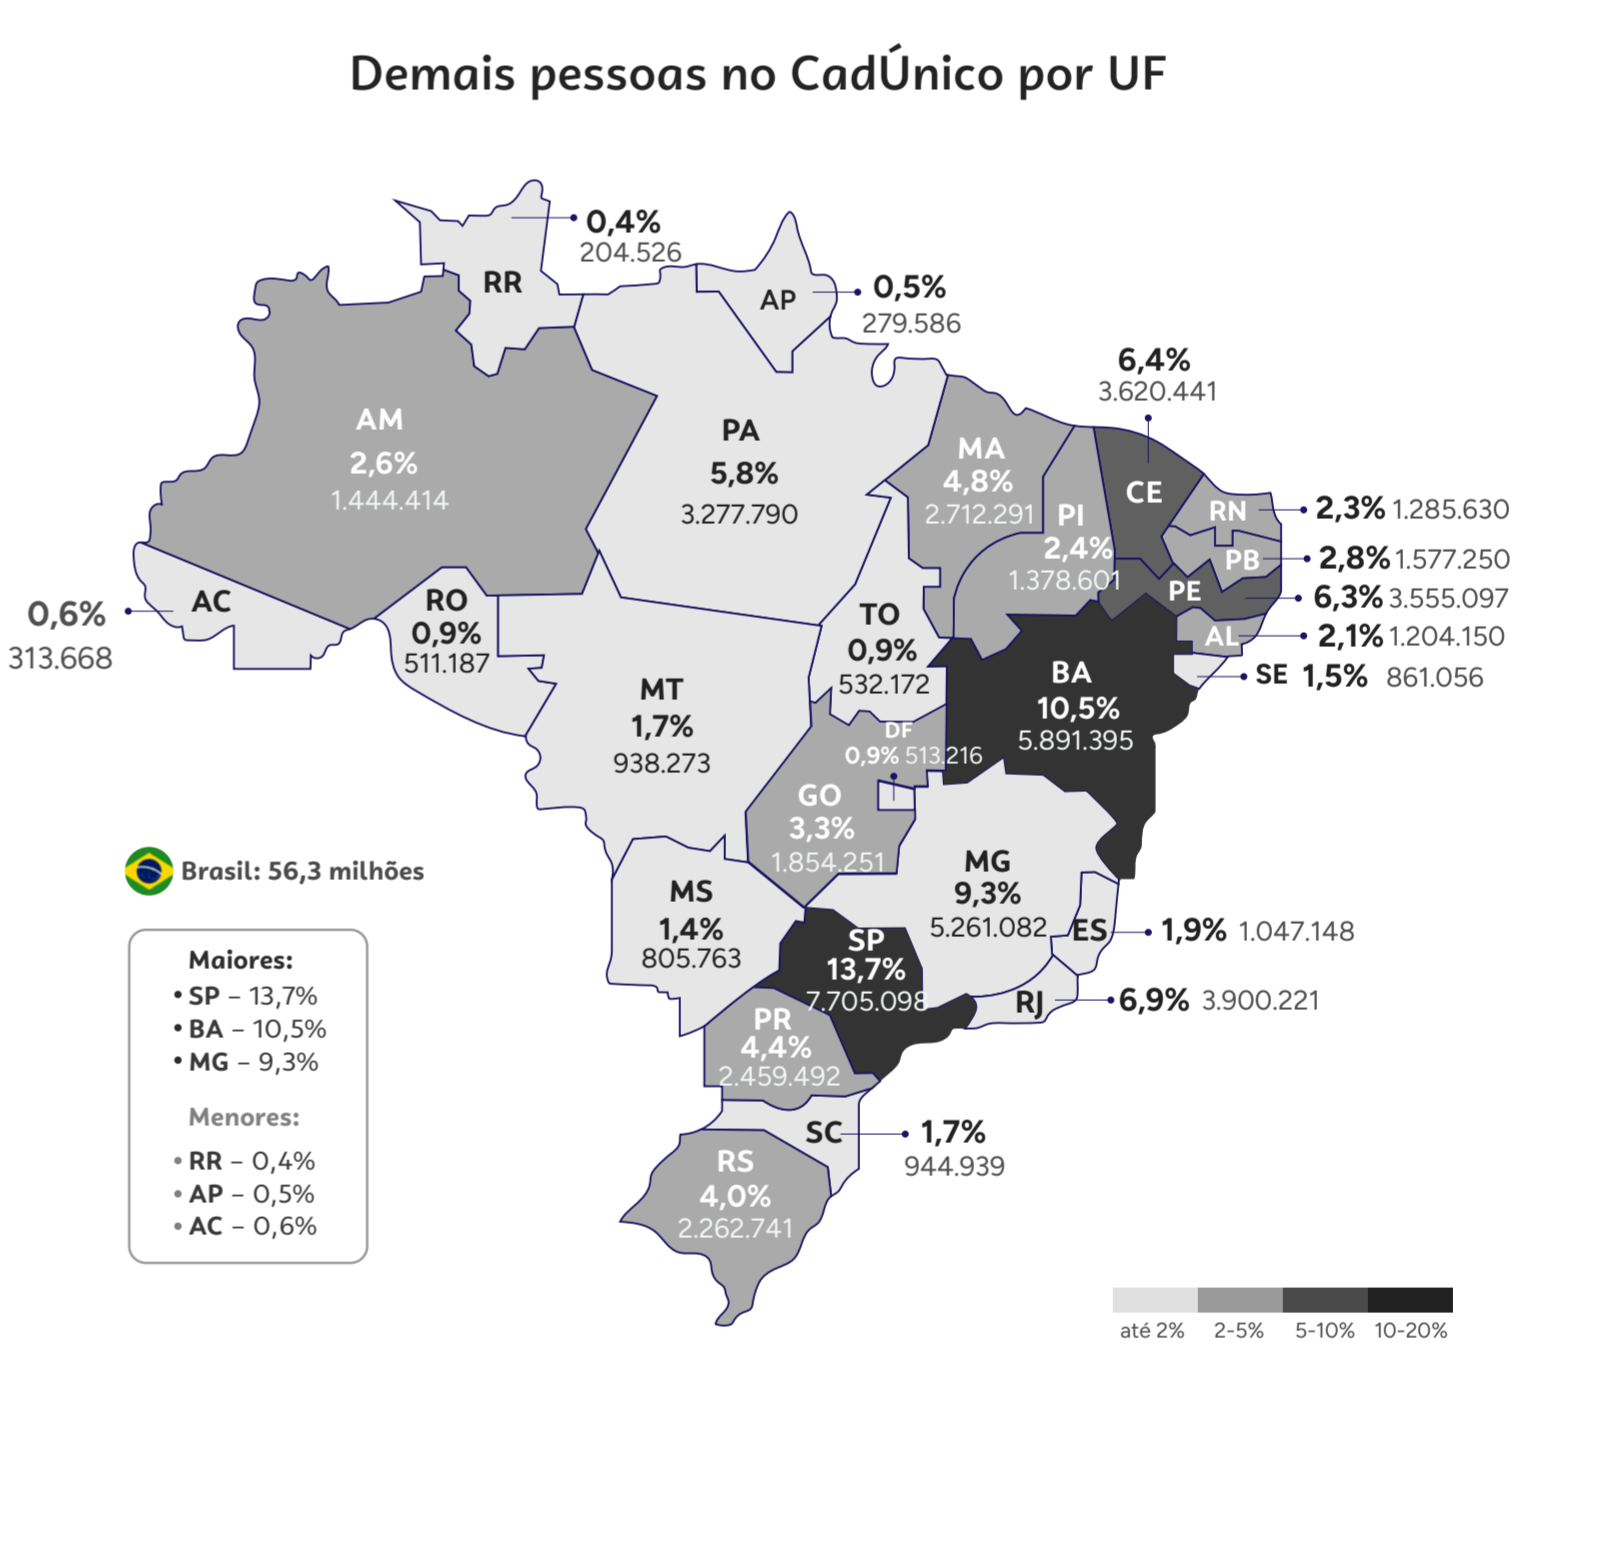 Demais pessoas no CadÚnico por UF
0,4%
204.526
RR
AP
0,5%
279.586
6,4%
3.620.441
AM
2,6%
1.444.414
PA
5,8%
3.277.790
MA
4,8%
2.712.291
PI
2,4%
1.378.601
CE
RN
2,3% 1.285.630
PB
2,8% 1.577.250
PE
6,3% 3.555.097
AL
2,1% 1.204.150
SE 1,5% 861.056
AC
0,6%
313.668
RO
0,9%
511.187
TO
0,9%
532.172
BA
10,5%
5.891.395
MT
1,7%
938.273
DF
0,9% 513.216
GO
3,3%
1.854.251
MG
9,3%
5.261.082
MS
1,4%
805.763
ES
1,9% 1.047.148
SP
13,7%
7.705.098
RJ
6,9% 3.900.221
PR
4,4%
2.459.492
SC
1,7%
944.939
RS
4,0%
2.262.741
Brasil: 56,3 milhões
Maiores:
• SP – 13,7%
• BA – 10,5%
• MG – 9,3%
Menores:
• RR – 0,4%
• AP – 0,5%
• AC – 0,6%
até 2% 2-5% 5-10% 10-20%